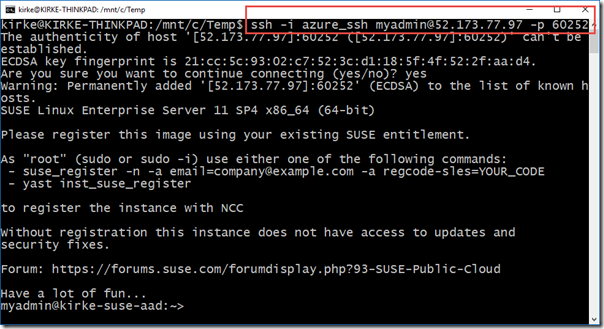 kirke@KIRKE-THINKPAD: /mnt/c/Temp
kirke@KIRKE-THINKPAD:/mnt/c/Temp$ ssh -i azure_ssh myadmin@52.173.77.97 -p 60252
The authenticity of host '[52.173.77.97]:60252 ([52.173.77.97]:60252)' can't be
established.
ECDSA key fingerprint is 21:cc:5c:93:02:c7:52:3c:d1:18:5f:4f:52:2f:aa:d4.
Are you sure you want to continue connecting (yes/no)? yes
Warning: Permanently added '[52.173.77.97]:60252' (ECDSA) to the list of known h
osts.
SUSE Linux Enterprise Server 11 SP4 x86_64 (64-bit)
Please register this image using your existing SUSE entitlement.
As "root" (sudo or sudo -i) use either one of the following commands:
- suse_register -n -a email=company@example.com -a regcode-sles=YOUR_CODE
- yast inst_suse_register
to register the instance with NCC
Without registration this instance does not have access to updates and
security fixes.
Forum: https://forums.suse.com/forumdisplay.php?93-SUSE-Public-Cloud
Have a lot of fun...
myadmin@kirke-suse-aad:~>